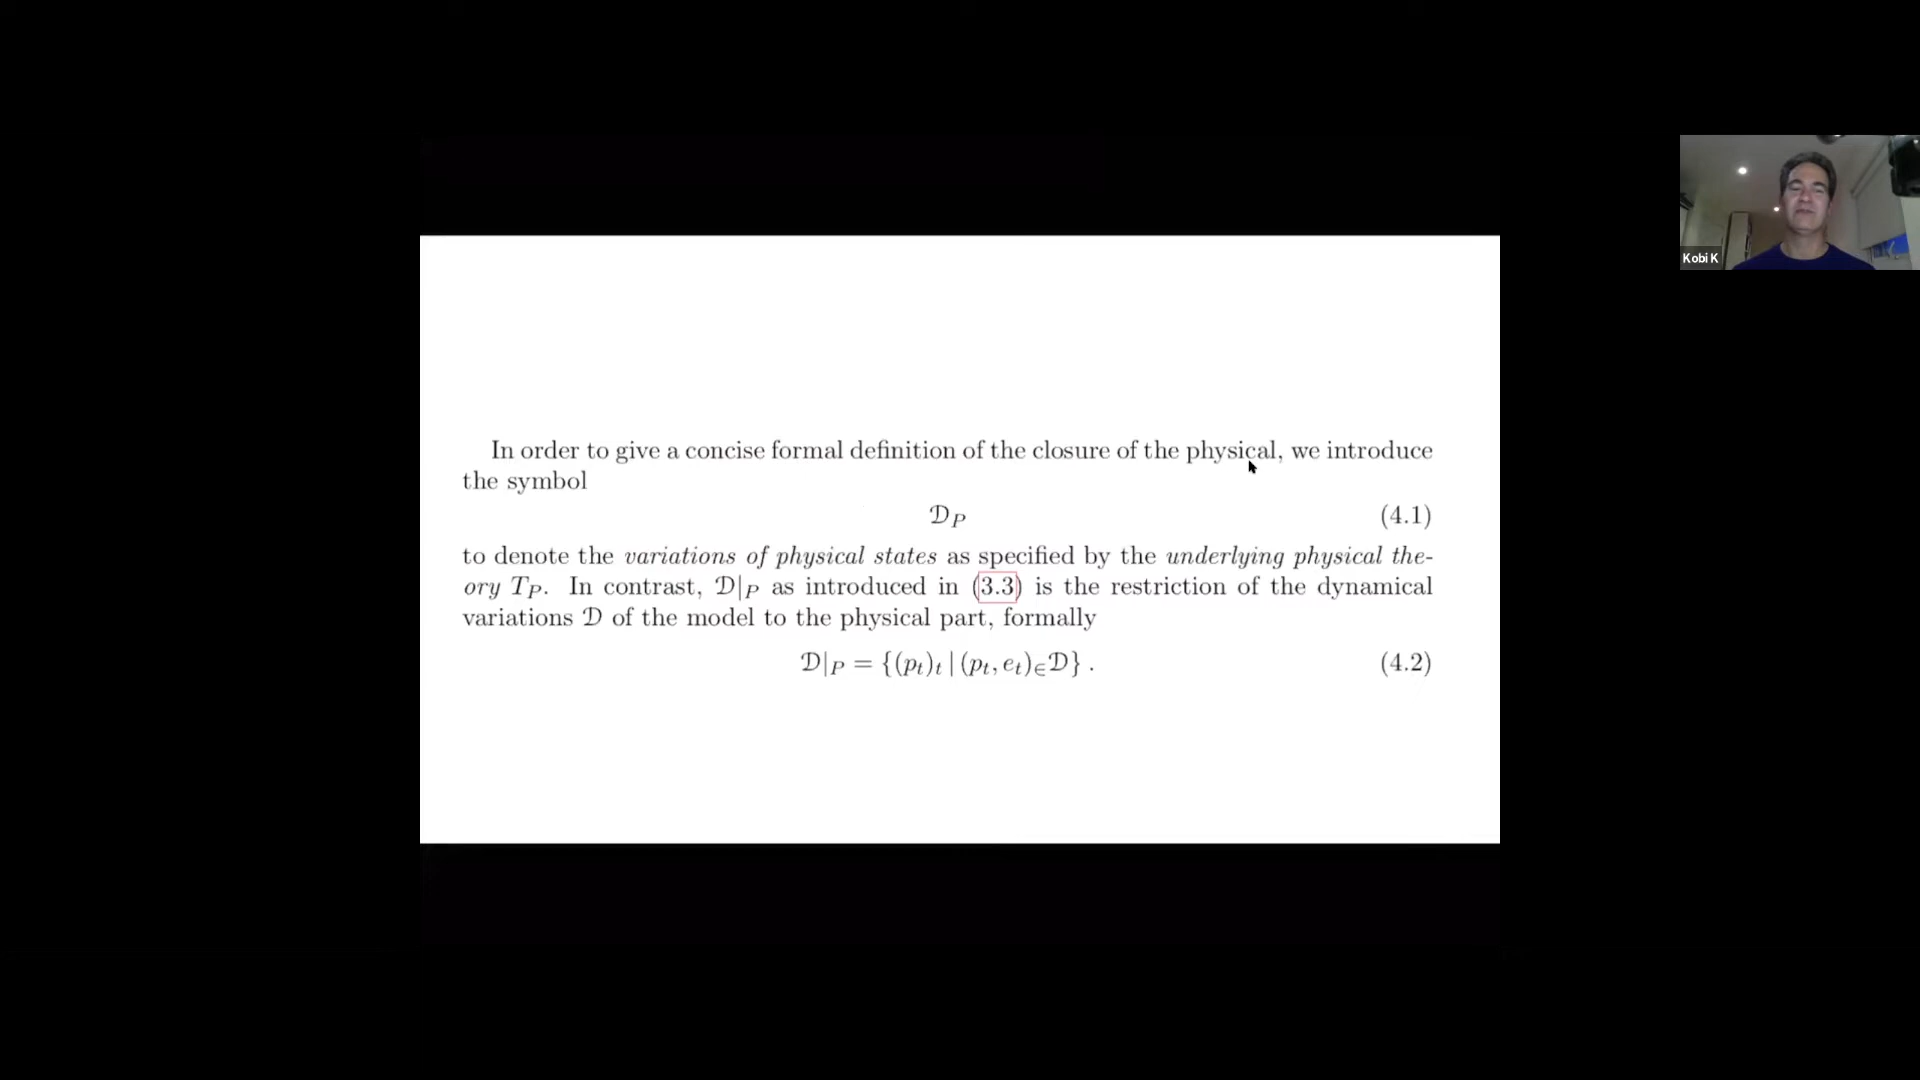 In order to give a concise formal definition of the closure of the physical, we introduce
the symbol
𝒟_P (4.1)
to denote the variations of physical states as specified by the underlying physical the-
ory T_P. In contrast, 𝒟|_P as introduced in (3.3) is the restriction of the dynamical
variations 𝒟 of the model to the physical part, formally
𝒟|_P = {(p_t)_t | (p_t, e_t)_∈𝒟} . (4.2)
Kobi K